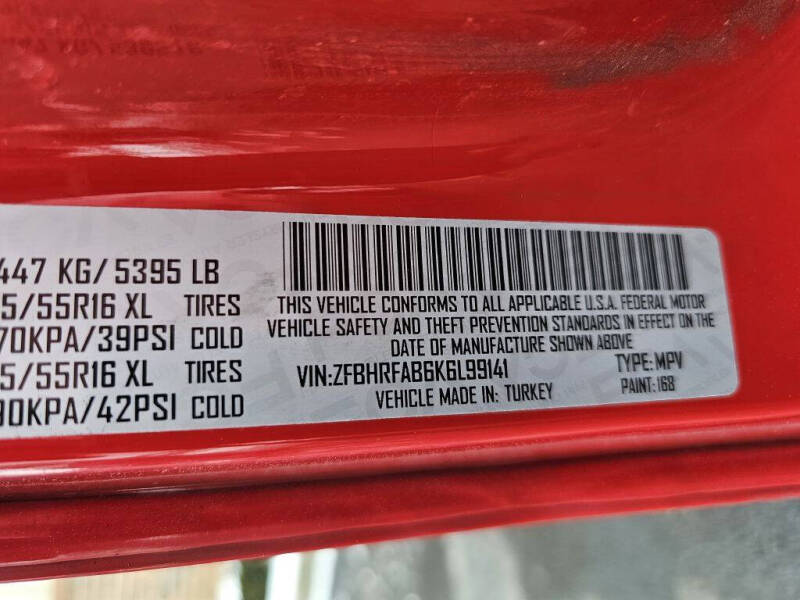 447 KG/ 5395 LB
5/55R16 XL TIRES
70KPA/39PSI COLD
5/55R16 XL TIRES
90KPA/42PSI COLD
THIS VEHICLE CONFORMS TO ALL APPLICABLE U.S.A. FEDERAL MOTOR
VEHICLE SAFETY AND THEFT PREVENTION STANDARDS IN EFFECT ON THE
DATE OF MANUFACTURE SHOWN ABOVE
VIN:ZFBHRFAB6K6L99141 TYPE: MPV
VEHICLE MADE IN: TURKEY PAINT: 168